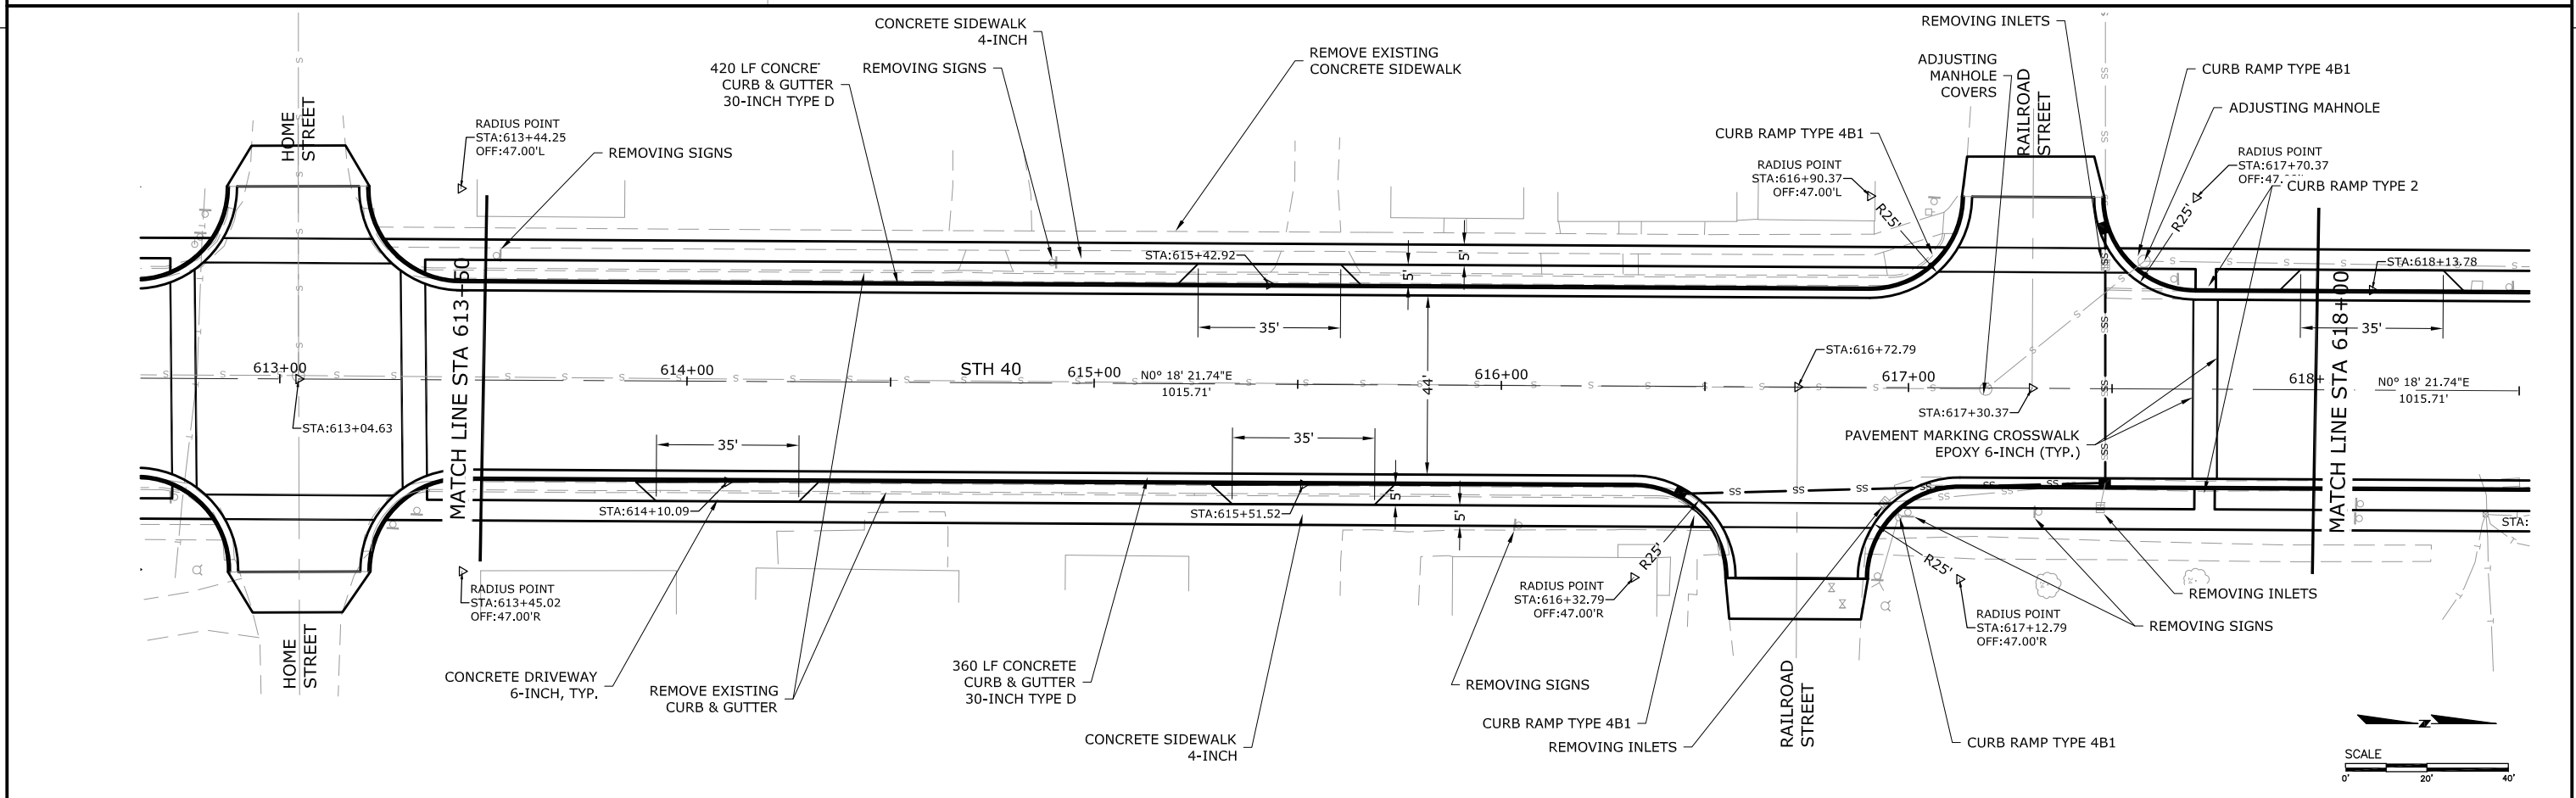 CONCRETE SIDEWALK
4-INCH
REMOVING INLETS
REMOVE EXISTING
CONCRETE SIDEWALK
420 LF CONCRE
CURB & GUTTER
30-INCH TYPE D
REMOVING SIGNS
ADJUSTING
MANHOLE
COVERS
CURB RAMP TYPE 4B1
HOME
STREET
RADIUS POINT
STA:613+44.25
OFF:47.00'L
REMOVING SIGNS
CURB RAMP TYPE 4B1
RAILROAD
STREET
ADJUSTING MAHNOLE
RADIUS POINT
STA:616+90.37
OFF:47.00'L
R25'
RADIUS POINT
STA:617+70.37
OFF:47.
R25'
CURB RAMP TYPE 2
STA:615+42.92
5'
5'
STA:618+13.78
35'
35'
613+00
614+00
STH 40
615+00
N0° 18' 21.74"E
1015.71'
44'
616+00
STA:616+72.79
617+00
618+
N0° 18' 21.74"E
1015.71'
STA:613+04.63
MATCH LINE STA 613+50
STA:617+30.37
MATCH LINE STA 618+00
PAVEMENT MARKING CROSSWALK
EPOXY 6-INCH (TYP.)
35'
35'
STA:614+10.09
STA:615+51.52
5'
5'
SS
SS
SS
SS
SS
SS
STA:
R25'
R25'
RADIUS POINT
STA:613+45.02
OFF:47.00'R
RADIUS POINT
STA:616+32.79
OFF:47.00'R
RADIUS POINT
STA:617+12.79
OFF:47.00'R
REMOVING INLETS
REMOVING SIGNS
HOME
STREET
CONCRETE DRIVEWAY
6-INCH, TYP.
REMOVE EXISTING
CURB & GUTTER
360 LF CONCRETE
CURB & GUTTER
30-INCH TYPE D
REMOVING SIGNS
RAILROAD
STREET
CURB RAMP TYPE 4B1
REMOVING INLETS
CONCRETE SIDEWALK
4-INCH
CURB RAMP TYPE 4B1
Z
SCALE
0'
20'
40'